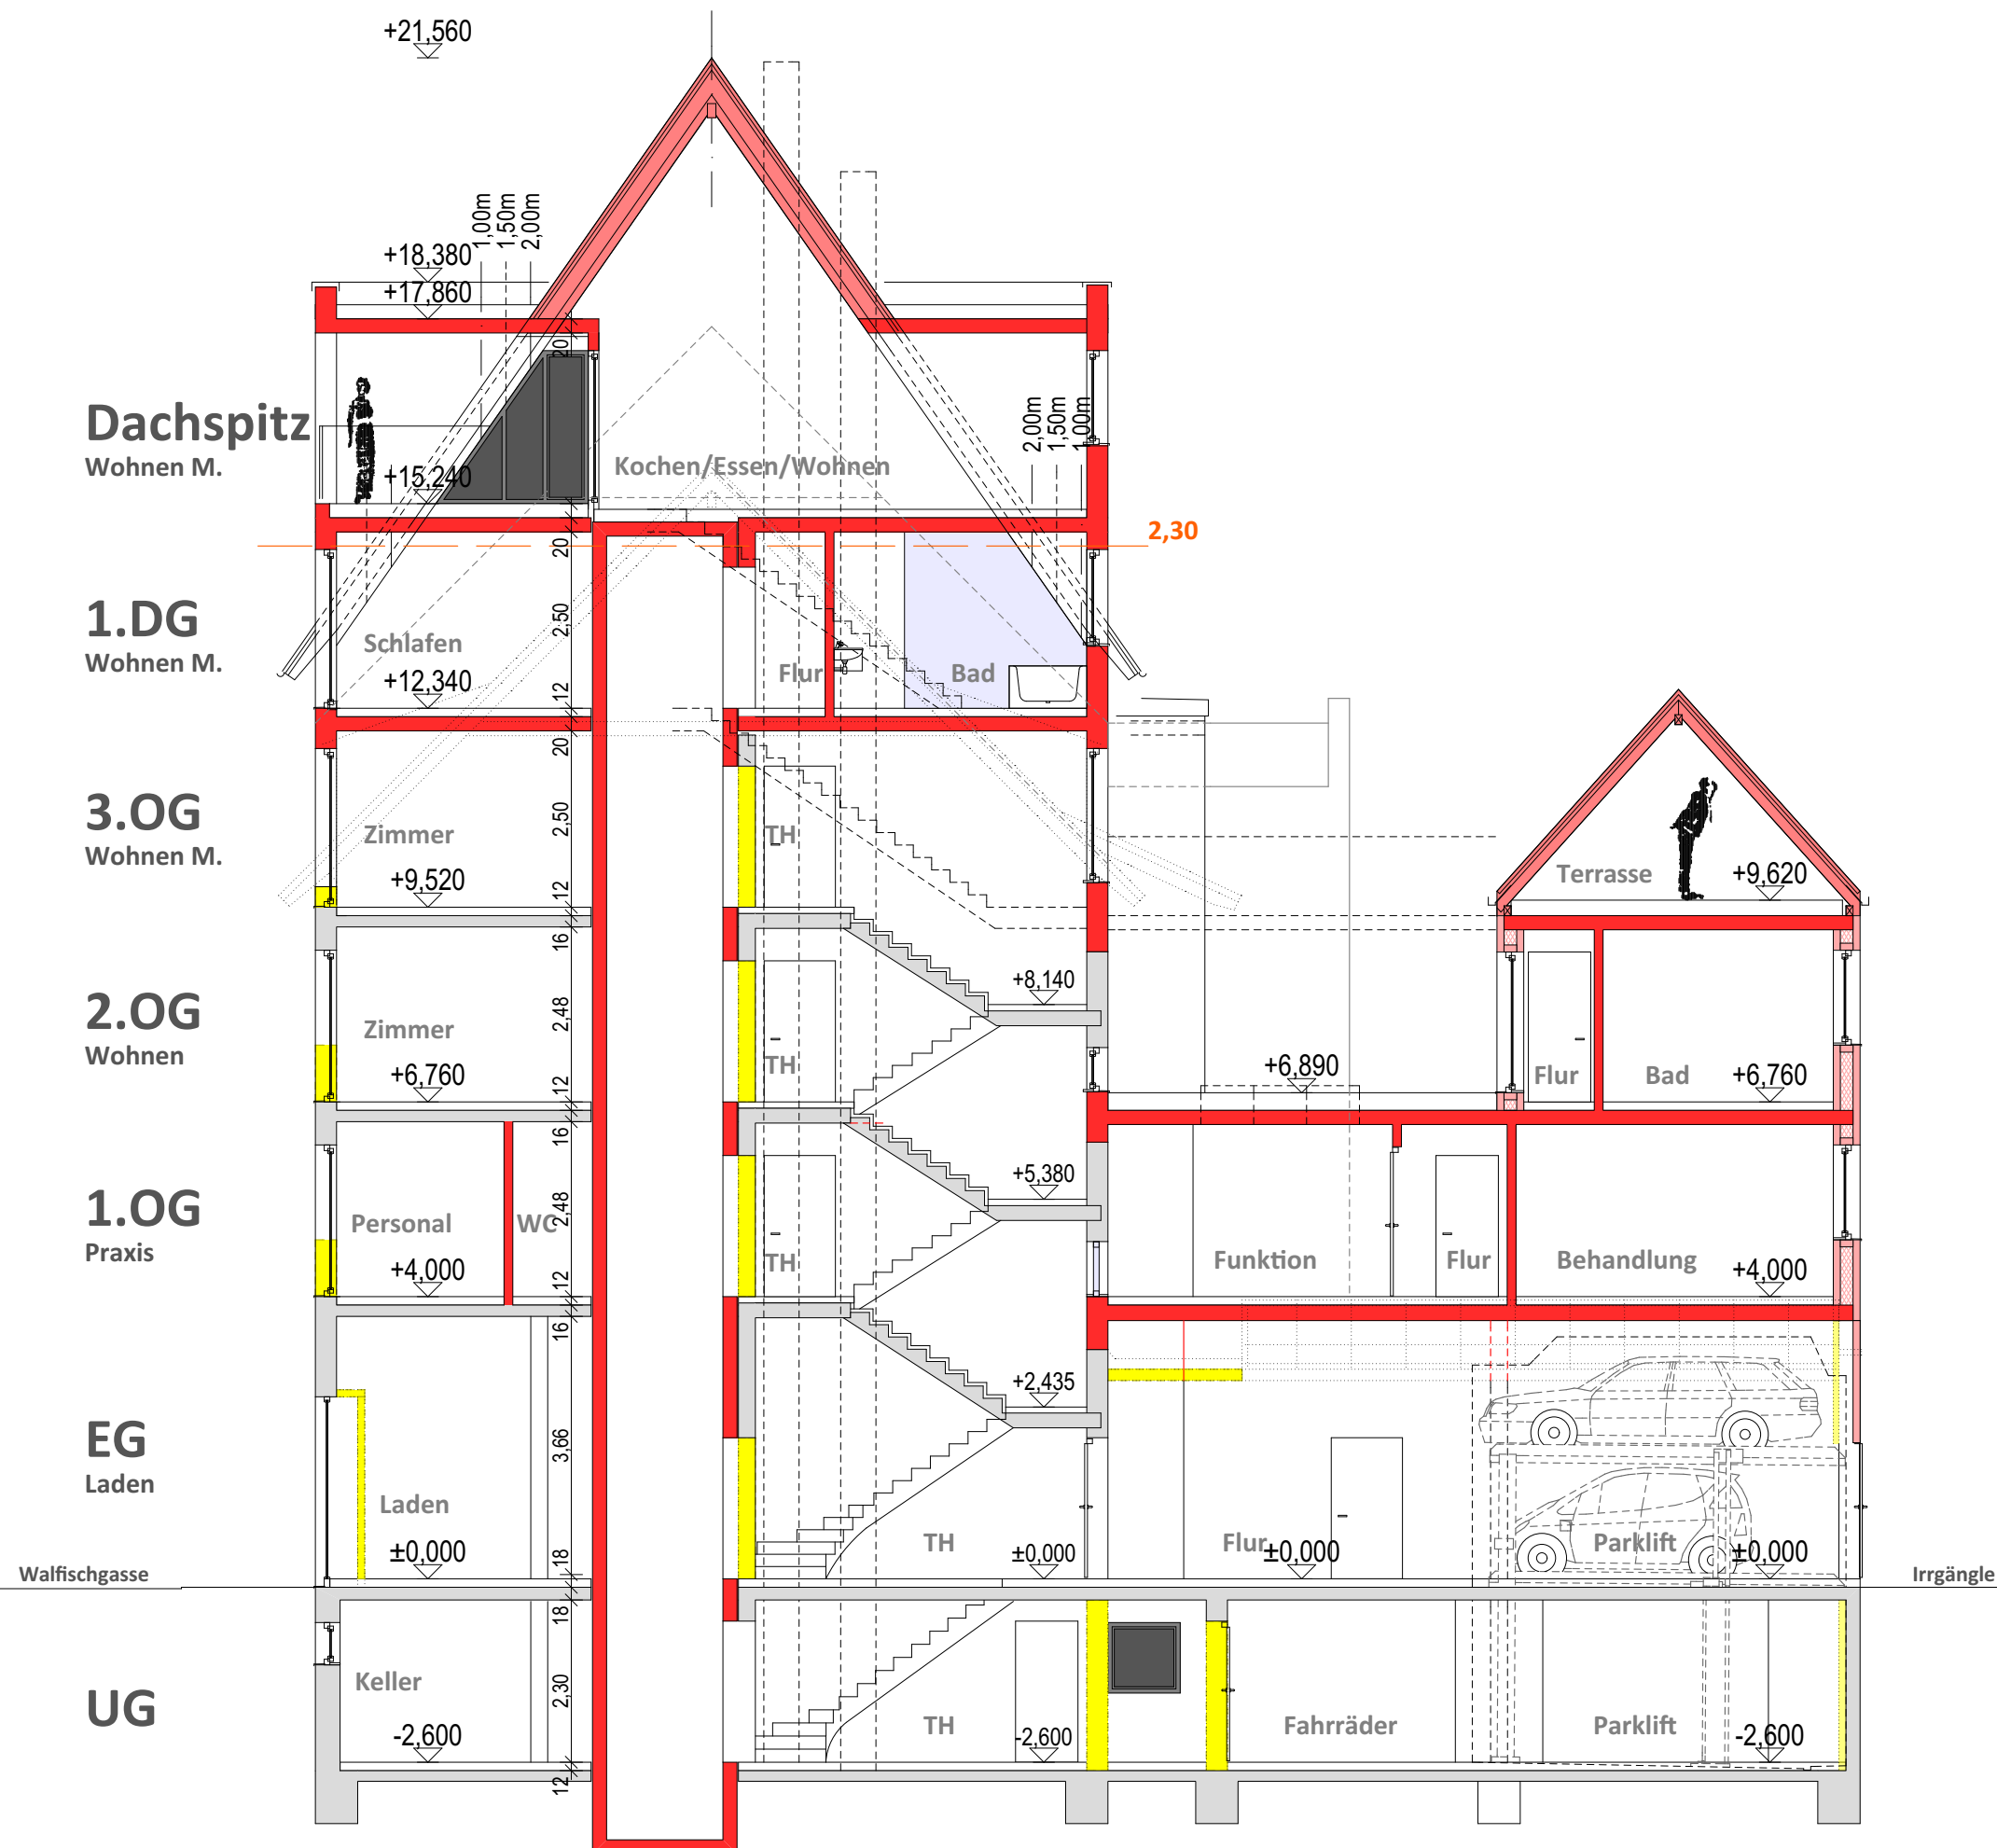 +21,560
1,00m
1,50m
2,00m
+18,380
+17,860
20
Dachspitz
Wohnen M.
+15,240
Kochen/Essen/Wohnen
2,00m
1,50m
1,00m
2,30
20
1.DG
Wohnen M.
2,50
Schlafen
+12,340
12
Flur
Bad
20
3.OG
Wohnen M.
2,50
Zimmer
+9,520
12
TH
Terrasse
+9,620
16
2.OG
Wohnen
2,48
Zimmer
+6,760
12
TH
+8,140
+6,890
Flur
Bad
+6,760
16
1.OG
Praxis
2,48
Personal
WC
+4,000
12
TH
+5,380
Funktion
Flur
Behandlung
+4,000
16
+2,435
EG
Laden
3,66
Laden
±0,000
18
TH
±0,000
Flur
±0,000
Parklift
±0,000
Walfischgasse
Irrgängle
18
UG
Keller
2,30
-2,600
12
TH
-2,600
Fahrräder
Parklift
-2,600